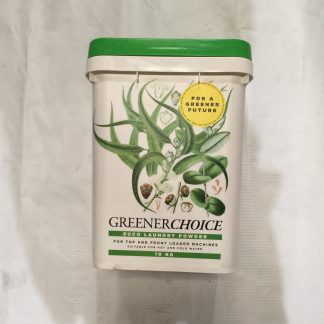 FOR A
GREENER
FUTURE
GREENERCHOICE
EUCO LAUNDRY POWDER
FOR TOP AND FRONT LOADER MACHINES
SUITABLE FOR HOT AND COLD WATER
10 KG